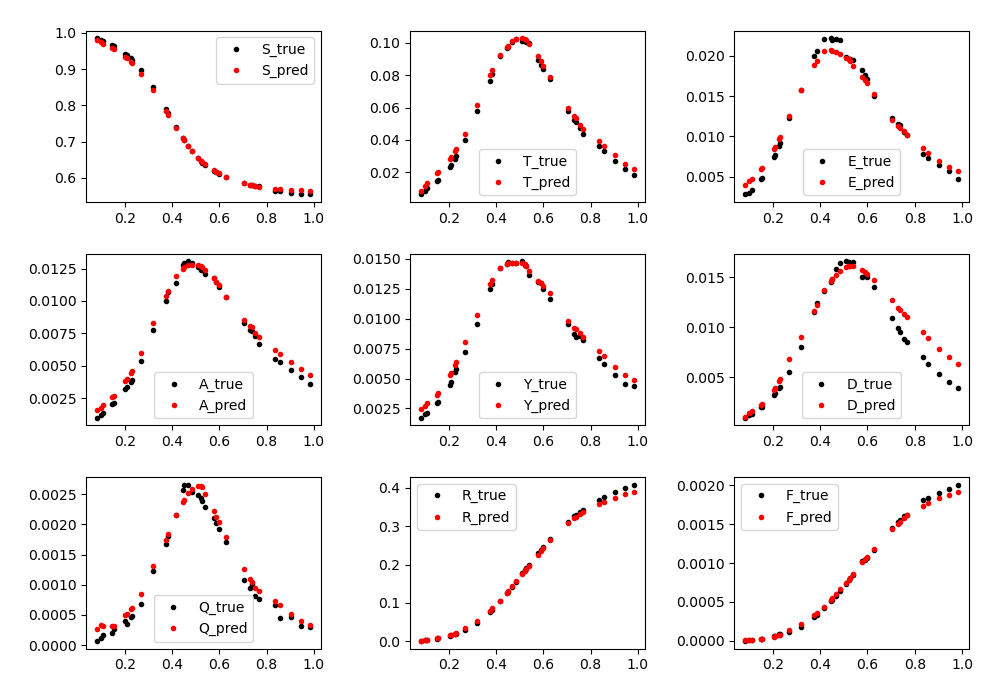 1.0
0.9
0.8
0.7
0.6
S_true
S_pred
0.2 0.4 0.6 0.8 1.0
0.10
0.08
0.06
0.04
0.02
T_true
T_pred
0.2 0.4 0.6 0.8 1.0
0.020
0.015
0.010
0.005
E_true
E_pred
0.2 0.4 0.6 0.8 1.0
0.0125
0.0100
0.0075
0.0050
0.0025
A_true
A_pred
0.2 0.4 0.6 0.8 1.0
0.0150
0.0125
0.0100
0.0075
0.0050
0.0025
Y_true
Y_pred
0.2 0.4 0.6 0.8 1.0
0.015
0.010
0.005
D_true
D_pred
0.2 0.4 0.6 0.8 1.0
0.0025
0.0020
0.0015
0.0010
0.0005
0.0000
Q_true
Q_pred
0.2 0.4 0.6 0.8 1.0
0.4
0.3
0.2
0.1
0.0
R_true
R_pred
0.2 0.4 0.6 0.8 1.0
0.0020
0.0015
0.0010
0.0005
0.0000
F_true
F_pred
0.2 0.4 0.6 0.8 1.0